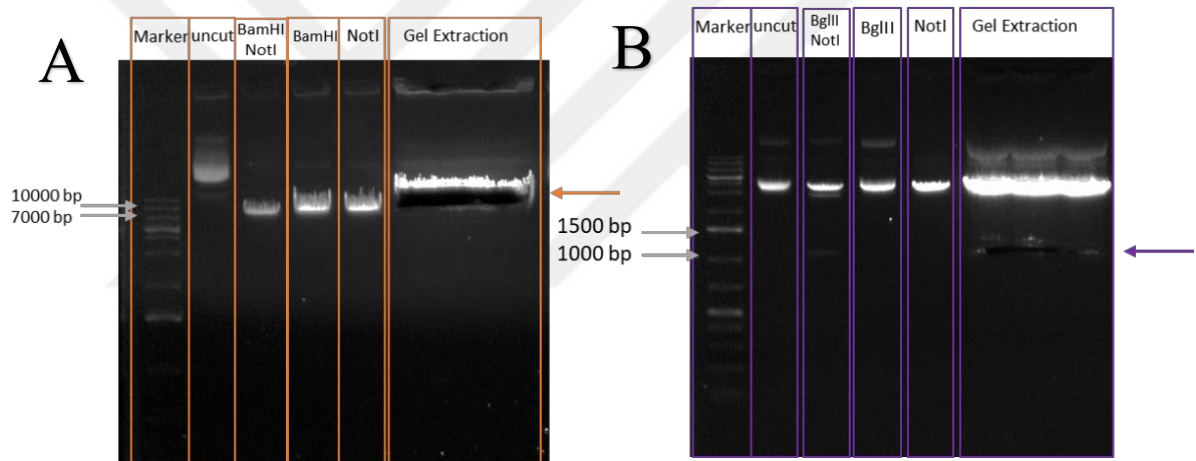 A
Marker
uncut
BamHI
NotI
BamHI
NotI
Gel Extraction
10000 bp
7000 bp
B
Marker
uncut
BglII
NotI
BglII
NotI
Gel Extraction
1500 bp
1000 bp